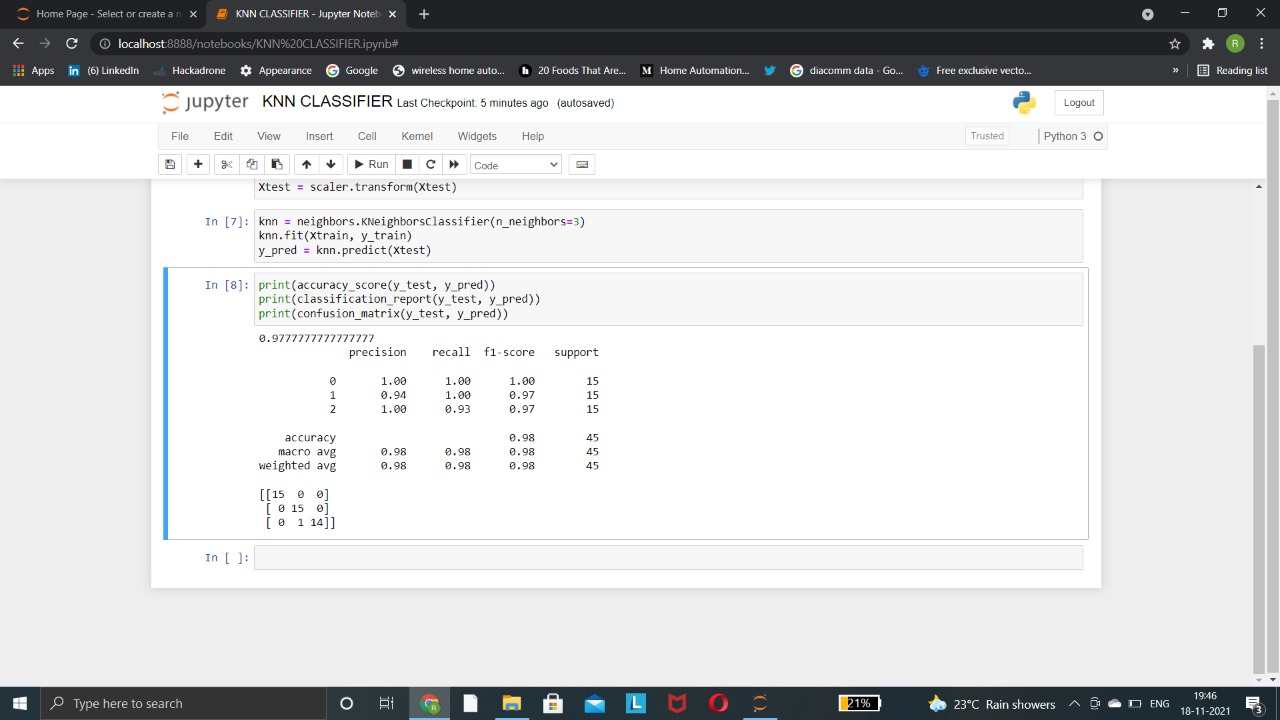 Home Page - Select or create a n
KNN CLASSIFIER - Jupyter Noteb
localhost:8888/notebooks/KNN%20CLASSIFIER.ipynb#
R
Apps
(6) LinkedIn
Hackadrone
Appearance
Google
wireless home auto...
20 Foods That Are...
Home Automation...
diacomm data - Go...
Free exclusive vecto...
»
Reading list
jupyter
KNN CLASSIFIER Last Checkpoint: 5 minutes ago (autosaved)
Logout
File Edit View Insert Cell Kernel Widgets Help
Trusted
Python 3
Run
Code
Xtest = scaler.transform(Xtest)
In [7]: knn = neighbors.KNeighborsClassifier(n_neighbors=3)
knn.fit(Xtrain, y_train)
y_pred = knn.predict(Xtest)
In [8]: print(accuracy_score(y_test, y_pred))
print(classification_report(y_test, y_pred))
print(confusion_matrix(y_test, y_pred))
0.9777777777777777
precision recall f1-score support
0 1.00 1.00 1.00 15
1 0.94 1.00 0.97 15
2 1.00 0.93 0.97 15
accuracy 0.98 45
macro avg 0.98 0.98 0.98 45
weighted avg 0.98 0.98 0.98 45
[[15 0 0]
[ 0 15 0]
[ 0 1 14]]
In [ ]:
Type here to search
21%
23°C Rain showers
ENG
19:46
18-11-2021
3